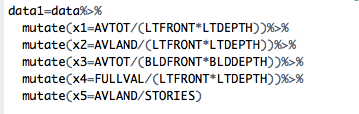 data1=data%>%
mutate(x1=AVTOT/(LTFRONT*LTDEPTH))%>%
mutate(x2=AVLAND/(LTFRONT*LTDEPTH))%>%
mutate(x3=AVTOT/(BLDFRONT*BLDDEPTH))%>%
mutate(x4=FULLVAL/(LTFRONT*LTDEPTH))%>%
mutate(x5=AVLAND/STORIES)